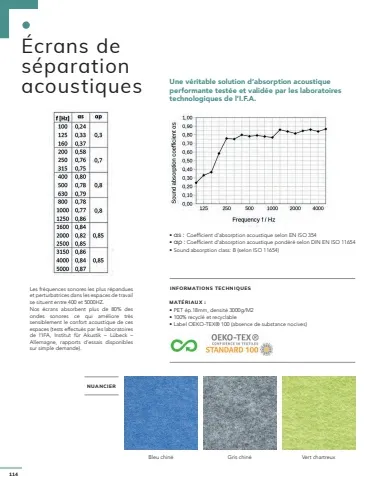 Écrans de
séparation
acoustiques
Une véritable solution d'absorption acoustique
performante testée et validée par les laboratoires
technologiques de l'I.F.A.
f [Hz] αs αp
100 0,24
125 0,33 0,3
160 0,37
200 0,58
250 0,76 0,7
315 0,75
400 0,80
500 0,78 0,8
630 0,79
800 0,78
1000 0,77 0,8
1250 0,86
1600 0,84
2000 0,82 0,85
2500 0,85
3150 0,86
4000 0,84 0,85
5000 0,87
Sound absorption coefficient αs
1,00
0,90
0,80
0,70
0,60
0,50
0,40
0,30
0,20
0,10
0,00
125 250 500 1000 2000 4000
Frequency f / Hz
• αs : Coefficient d'absorption acoustique selon EN ISO 354
• αp : Coefficient d'absorption acoustique pondéré selon DIN EN ISO 11654
• Sound absorption class: B (selon ISO 11654)
Les fréquences sonores les plus répandues
et perturbatrices dans les espaces de travail
se situent entre 400 et 5000HZ.
Nos écrans absorbent plus de 80% des
ondes sonores ce qui améliore très
sensiblement le confort acoustique de ces
espaces (tests effectués par les laboratoires
de l'IFA, Institut für Akustik – Lübeck –
Allemagne, rapports d'essais disponibles
sur simple demande).
INFORMATIONS TECHNIQUES
MATÉRIAUX :
• PET ép.18mm, densité 3000g/M2
• 100% recyclé et recyclable
• Label OEKO-TEX® 100 (absence de substance nocives)
OEKO-TEX®
CONFIDENCE IN TEXTILES
STANDARD 100
NUANCIER
Bleu chiné
Gris chiné
Vert chartreux
114